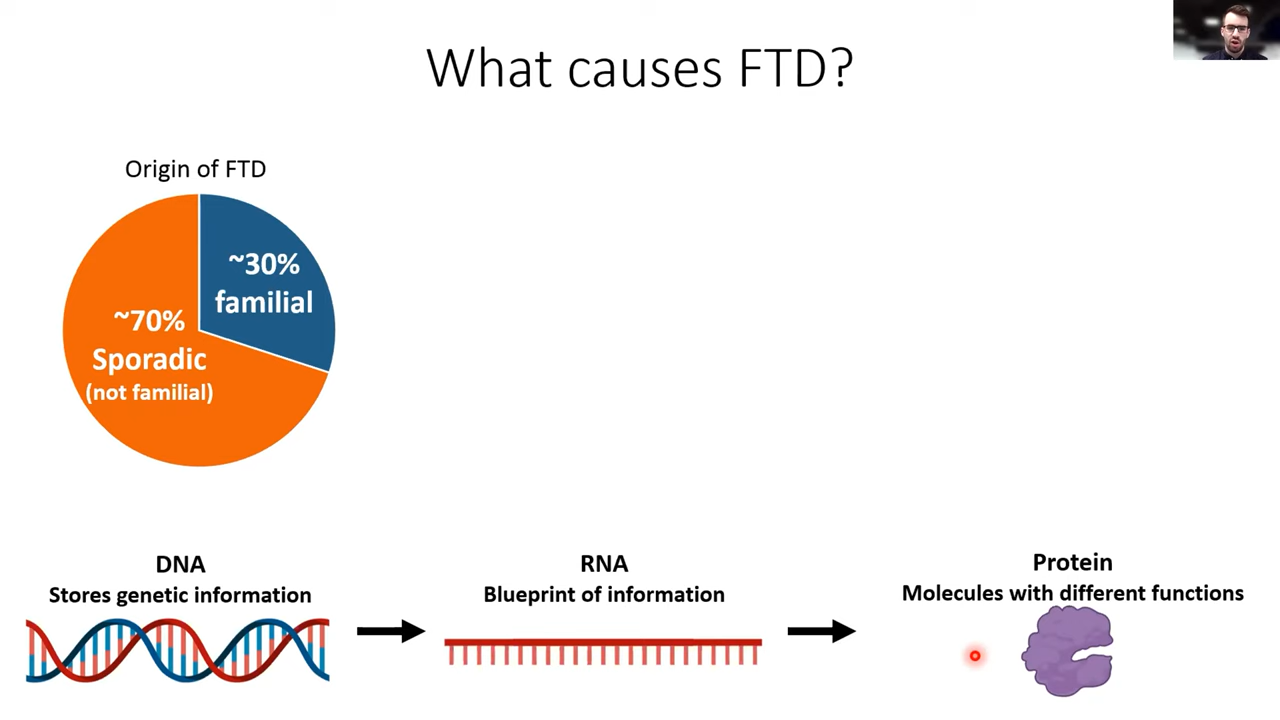 What causes FTD?
Origin of FTD
~30%
familial
~70%
Sporadic
(not familial)
DNA
Stores genetic information
RNA
Blueprint of information
Protein
Molecules with different functions